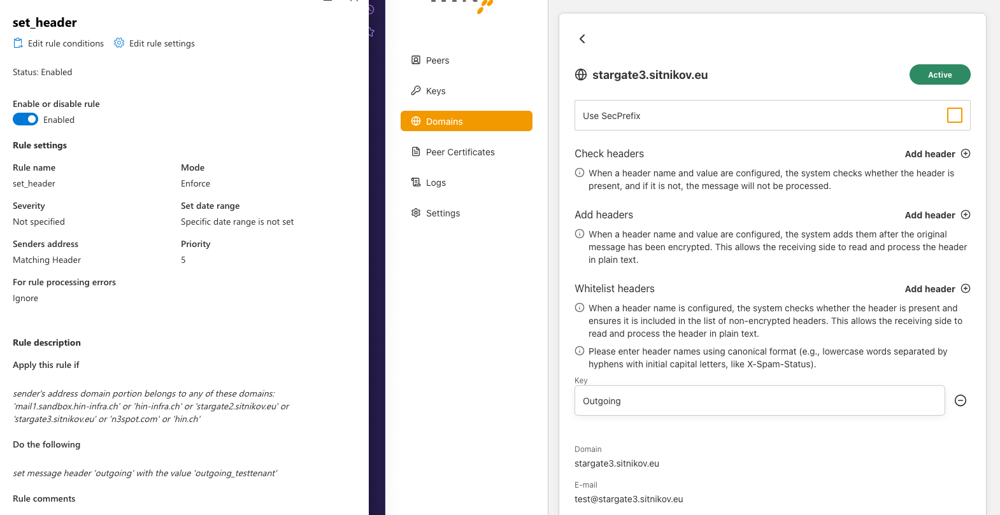 set_header
Edit rule conditions
Edit rule settings
Status: Enabled
Enable or disable rule
Enabled
Rule settings
Rule name
Mode
set_header
Enforce
Severity
Set date range
Not specified
Specific date range is not set
Senders address
Priority
Matching Header
5
For rule processing errors
Ignore
Rule description
Apply this rule if
sender's address domain portion belongs to any of these domains:
'mail1.sandbox.hin-infra.ch' or 'hin-infra.ch' or 'stargate2.sitnikov.eu' or
'stargate3.sitnikov.eu' or 'n3spot.com' or 'hin.ch'
Do the following
set message header 'outgoing' with the value 'outgoing_testtenant'
Rule comments
Peers
Keys
Domains
Peer Certificates
Logs
Settings
stargate3.sitnikov.eu
Active
Use SecPrefix
Check headers
Add header
When a header name and value are configured, the system checks whether the header is
present, and if it is not, the message will not be processed.
Add headers
Add header
When a header name and value are configured, the system adds them after the original
message has been encrypted. This allows the receiving side to read and process the header
in plain text.
Whitelist headers
Add header
When a header name is configured, the system checks whether the header is present and
ensures it is included in the list of non-encrypted headers. This allows the receiving side to
read and process the header in plain text.
Please enter header names using canonical format (e.g., lowercase words separated by
hyphens with initial capital letters, like X-Spam-Status).
Key
Outgoing
Domain
stargate3.sitnikov.eu
E-mail
test@stargate3.sitnikov.eu